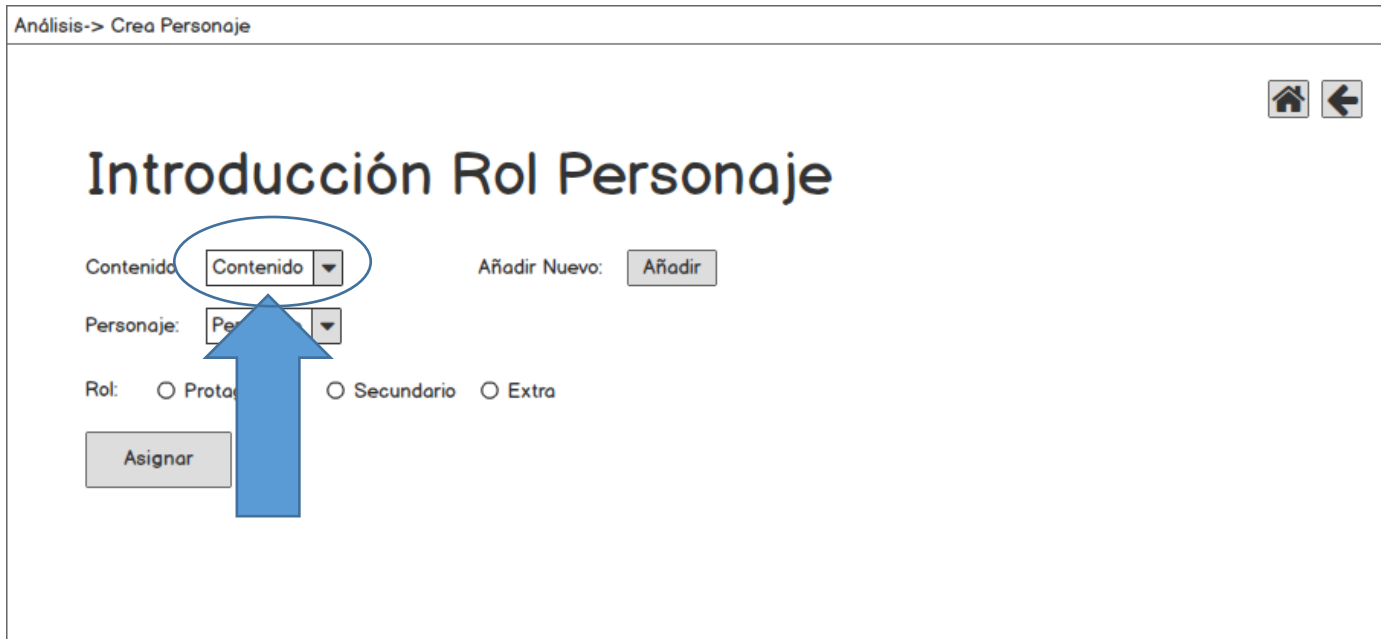 Análisis-> Crea Personaje
Introducción Rol Personaje
Contenido Contenido Añadir Nuevo: Añadir
Personaje:
Rol: Secundario Extra
Asignar